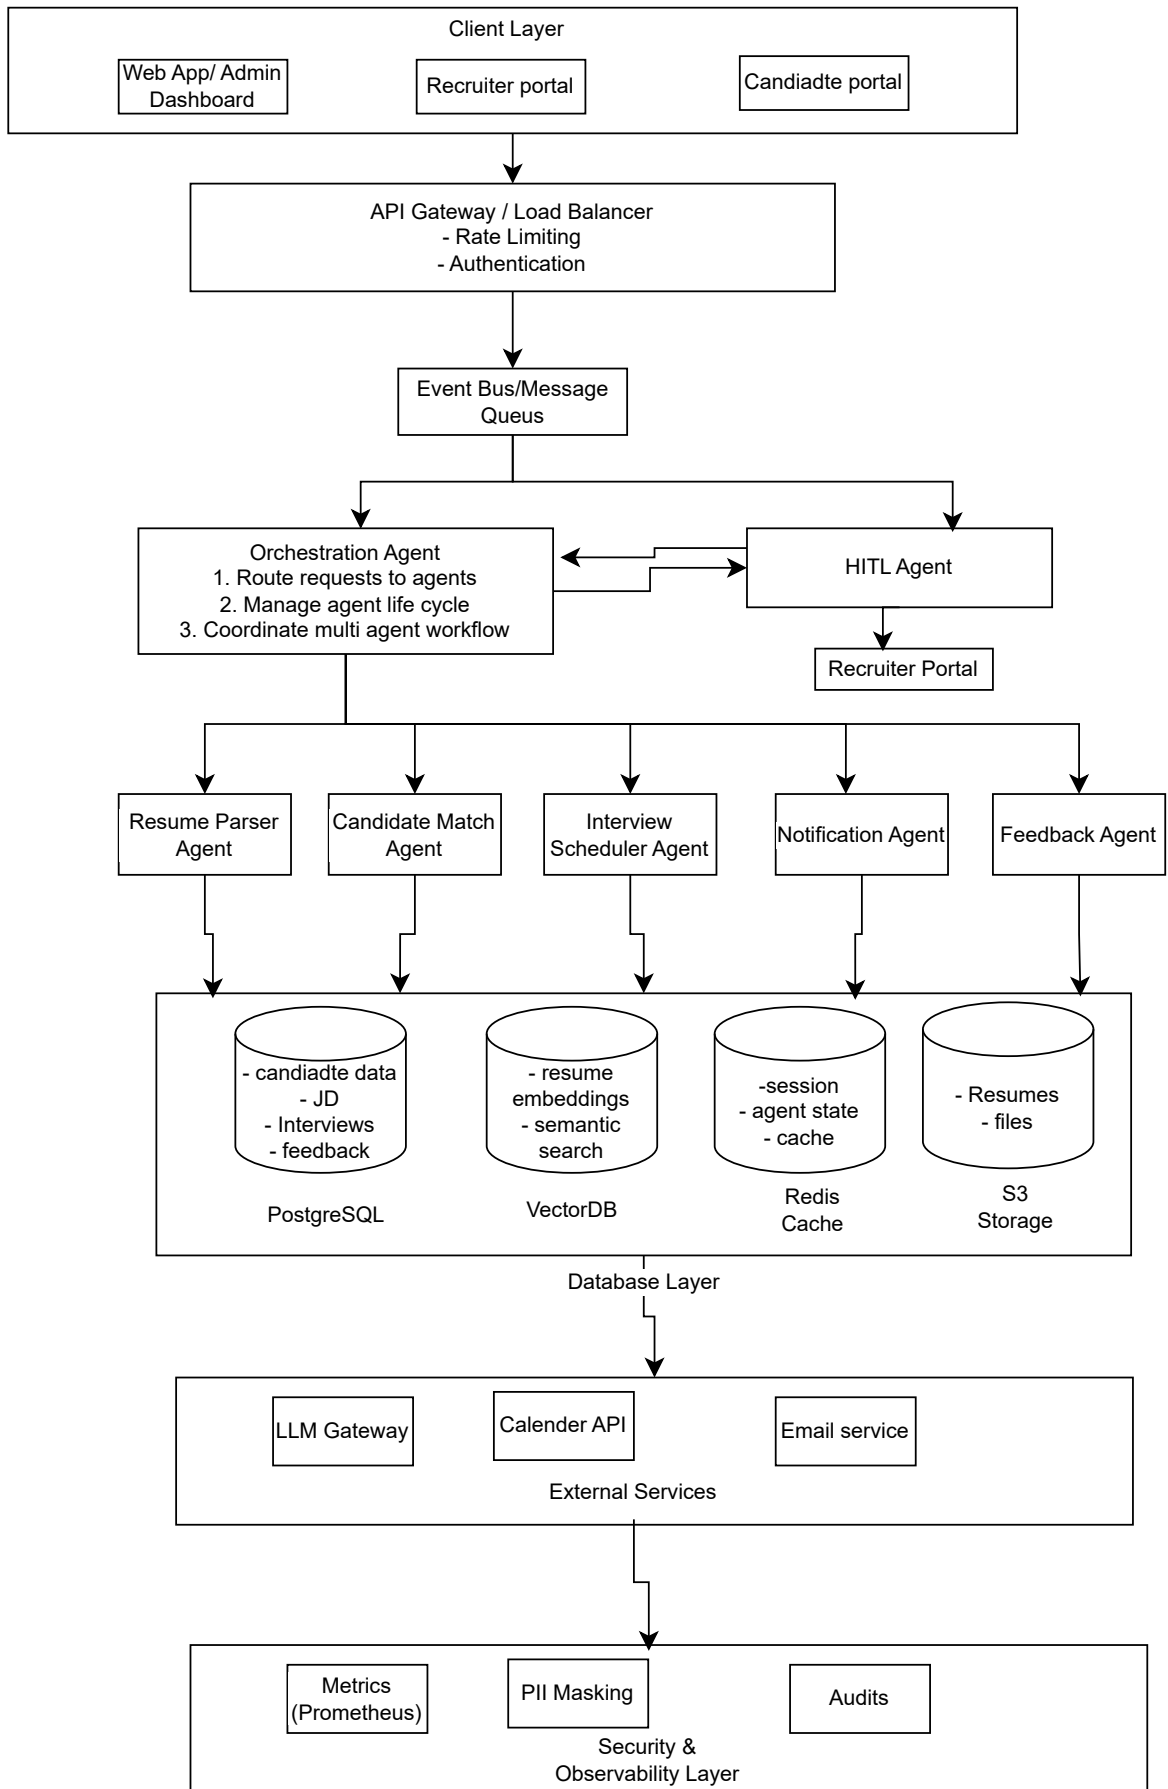 Client Layer
Web App/ Admin
Dashboard
Recruiter portal
Candiadte portal
API Gateway / Load Balancer
- Rate Limiting
- Authentication
Event Bus/Message
Queus
Orchestration Agent
1. Route requests to agents
2. Manage agent life cycle
3. Coordinate multi agent workflow
HITL Agent
Recruiter Portal
Resume Parser
Agent
Candidate Match
Agent
Interview
Scheduler Agent
Notification Agent
Feedback Agent
- candiadte data
- JD
- Interviews
- feedback
PostgreSQL
- resume
embeddings
- semantic
search
VectorDB
-session
- agent state
- cache
Redis
Cache
- Resumes
- files
S3
Storage
Database Layer
LLM Gateway
Calender API
Email service
External Services
Metrics
(Prometheus)
PII Masking
Audits
Security &
Observability Layer